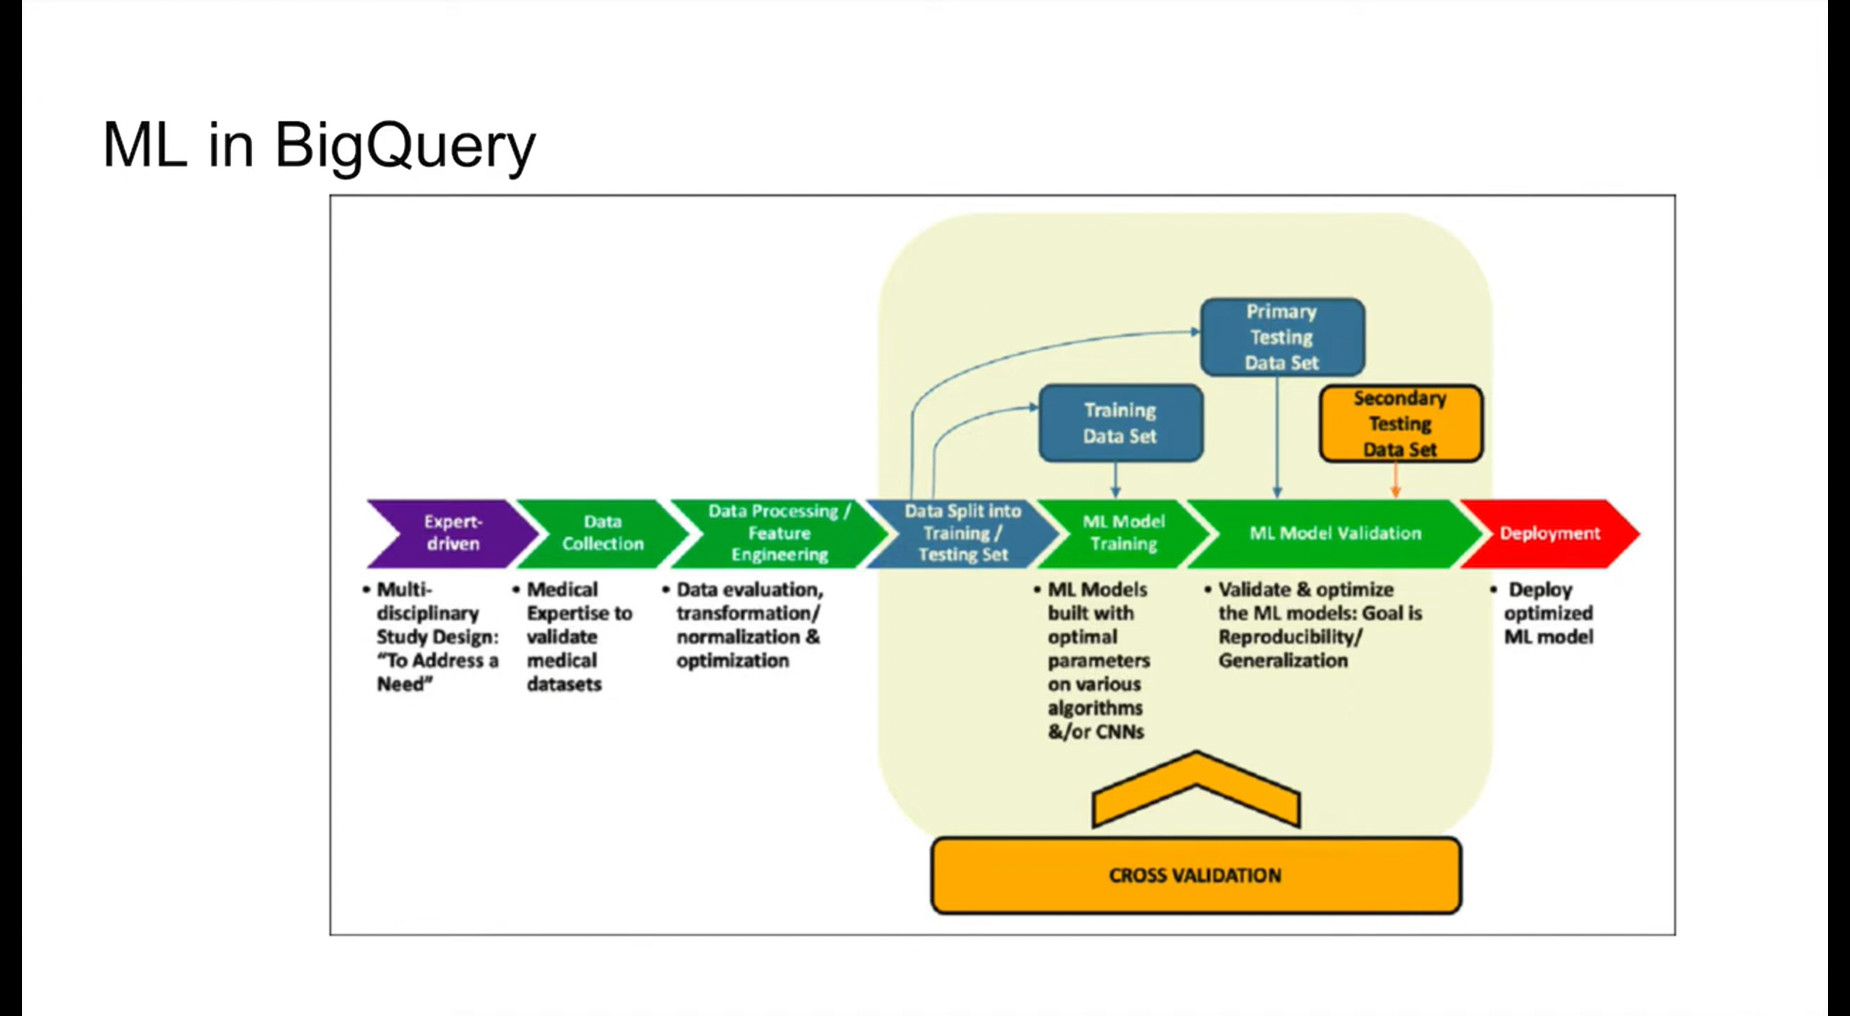 ML in BigQuery
Primary
Testing
Data Set
Training
Data Set
Secondary
Testing
Data Set
Expert-
driven
Data
Collection
Data Processing /
Feature
Engineering
Data Split into
Training /
Testing Set
ML Model
Training
ML Model Validation
Deployment
• Multi-
disciplinary
Study Design:
“To Address a
Need”
• Medical
Expertise to
validate
medical
datasets
• Data evaluation,
transformation/
normalization &
optimization
• ML Models
built with
optimal
parameters
on various
algorithms
&/or CNNs
• Validate & optimize
the ML models: Goal is
Reproducibility/
Generalization
• Deploy
optimized
ML model
CROSS VALIDATION